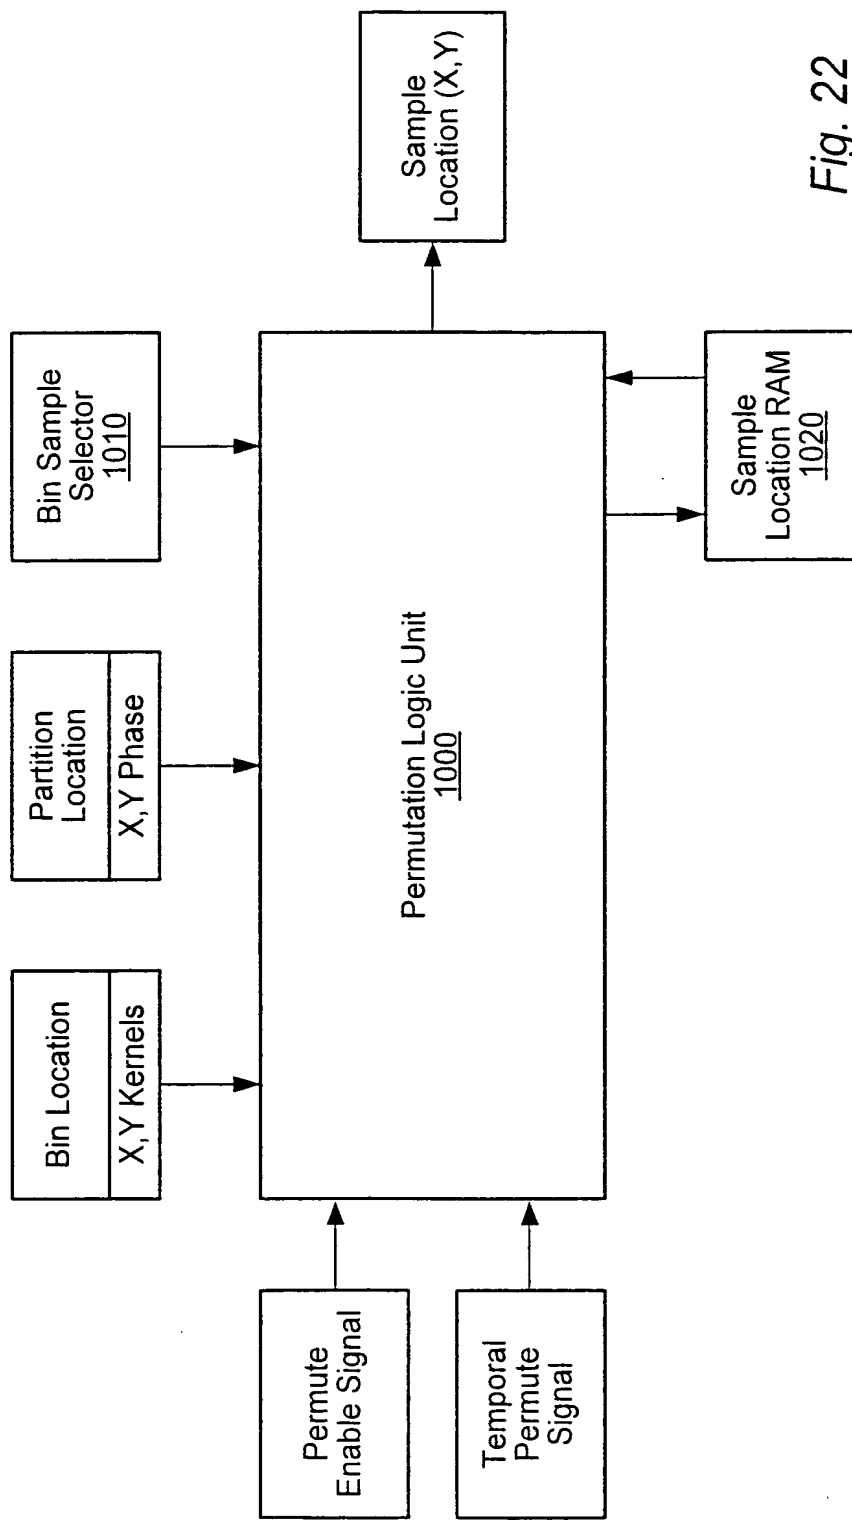 Bin Location
X,Y Kernels
Partition
Location
X,Y Phase
Bin Sample
Selector
1010
Permute
Enable Signal
Temporal
Permute
Signal
Permutation Logic Unit
1000
Sample
Location (X,Y)
Sample
Location RAM
1020
Fig. 22